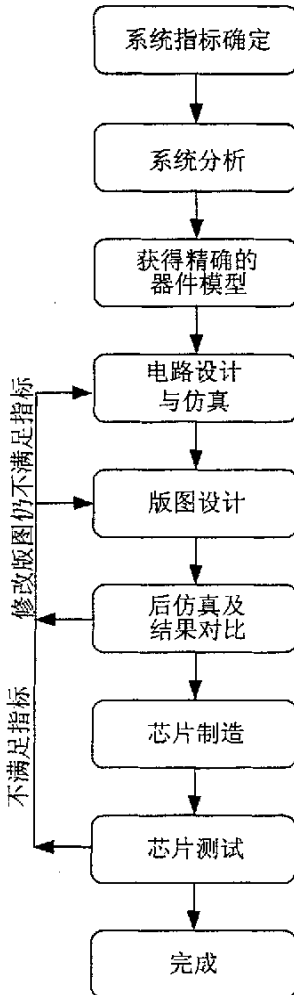 系统指标确定
系统分析
获得精确的
器件模型
电路设计
与仿真
修改版图仍不满足指标
版图设计
后仿真及
结果对比
不满足指标
芯片制造
芯片测试
完成